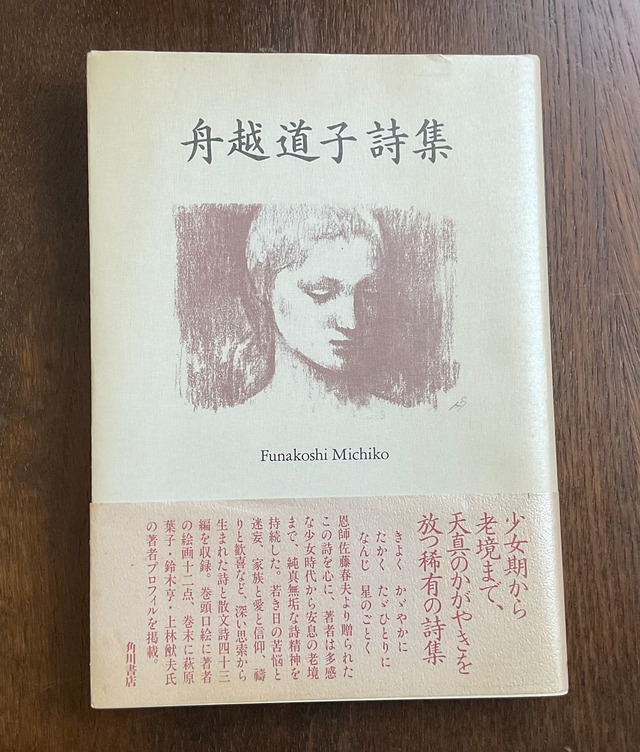 舟越道子詩集
Funakoshi Michiko
少女期から
老境まで、
天真のかがやきを
放つ稀有の詩集
きよく かゞやかに
たかく たゞひとりに
なんじ 星のごとく
恩師佐藤春夫より贈られた
この詩を心に、著者は多感
な少女時代から安息の老境
まで、純真無垢な詩精神を
持続した。若き日の苦悩と
迷妄、家族と愛と信仰、禱
りと歓喜など、深い思索から
生まれた詩と散文詩四十三
編を収録。巻頭口絵に著者
の絵画十二点、巻末に萩原
葉子・鈴木亨・上林猷夫氏
の著者プロフィルを掲載。
角川書店